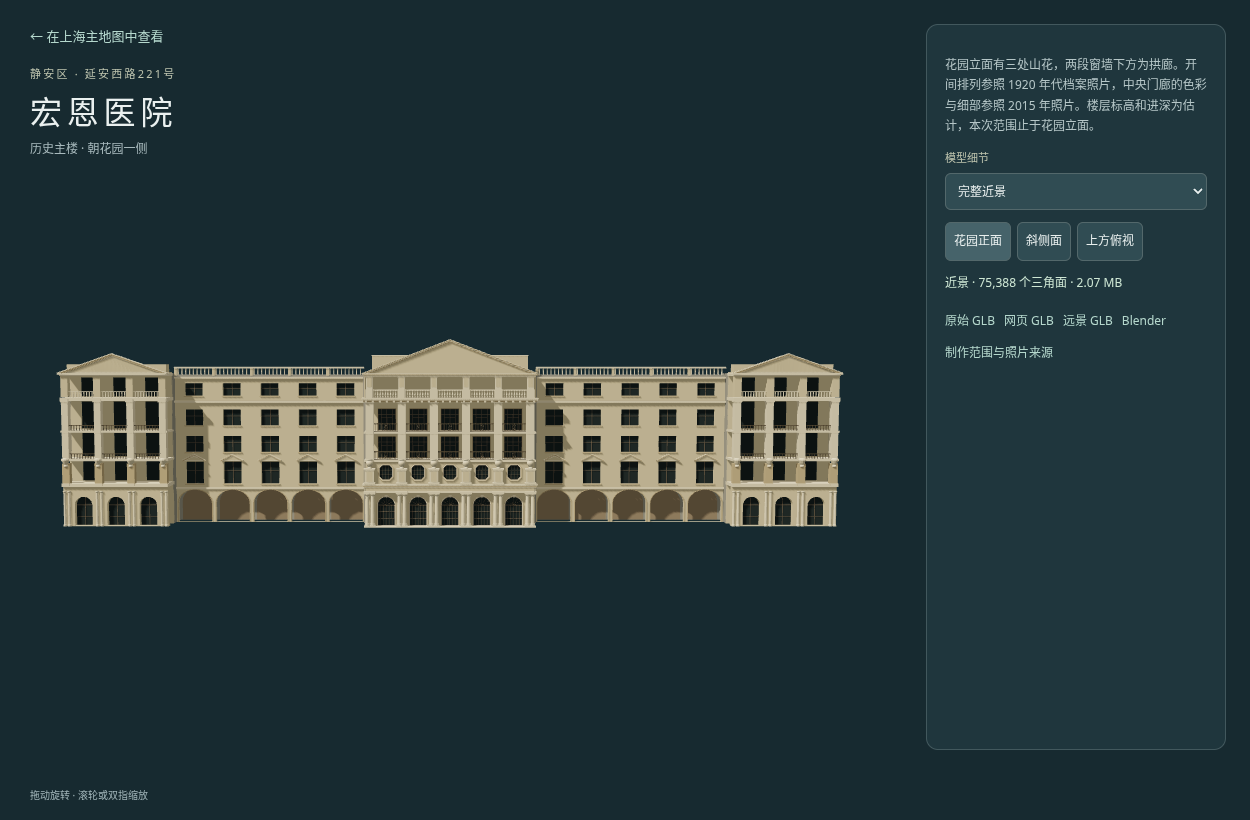 ← 在上海主地图中查看
静安区 · 延安西路221号
宏恩医院
历史主楼 · 朝花园一侧
花园立面有三处山花，两段窗墙下方为拱廊。开
间排列参照 1920 年代档案照片，中央门廊的色彩
与细部参照 2015 年照片。楼层标高和进深为估
计，本次范围止于花园立面。
模型细节
完整近景
花园正面 斜侧面 上方俯视
近景 · 75,388 个三角面 · 2.07 MB
原始 GLB 网页 GLB 远景 GLB Blender
制作范围与照片来源
拖动旋转 · 滚轮或双指缩放